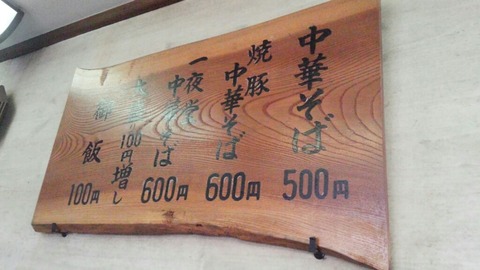 中華そば 500円
焼豚中華そば 600円
一夜干中華そば 600円
大盛り100円増し
御飯 100円